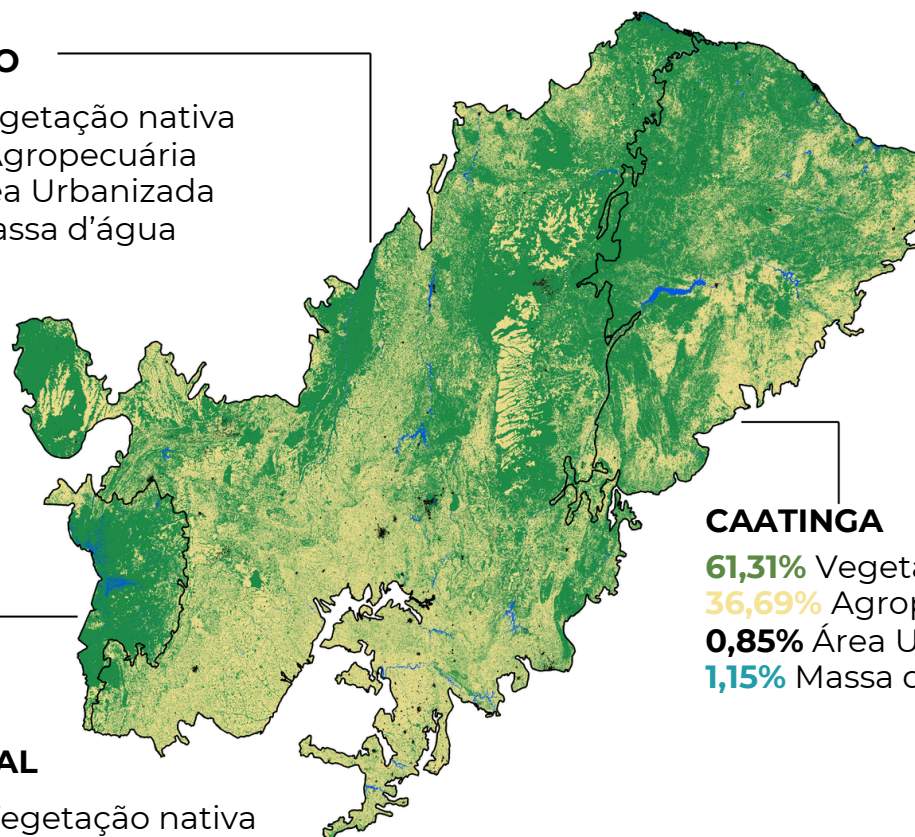 O
getação nativa
Agropecuária
a Urbanizada
assa d’água
CAATINGA
61,31% Veget
36,69% Agrop
0,85% Área U
1,15% Massa
AL
egetação nativa